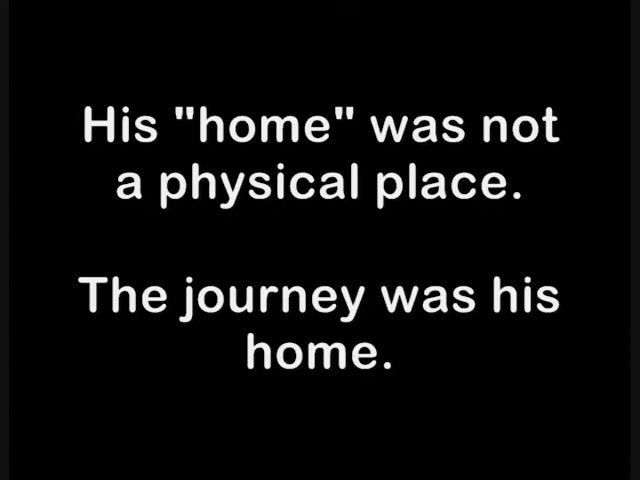 His "home" was not
a physical place.
The journey was his
home.